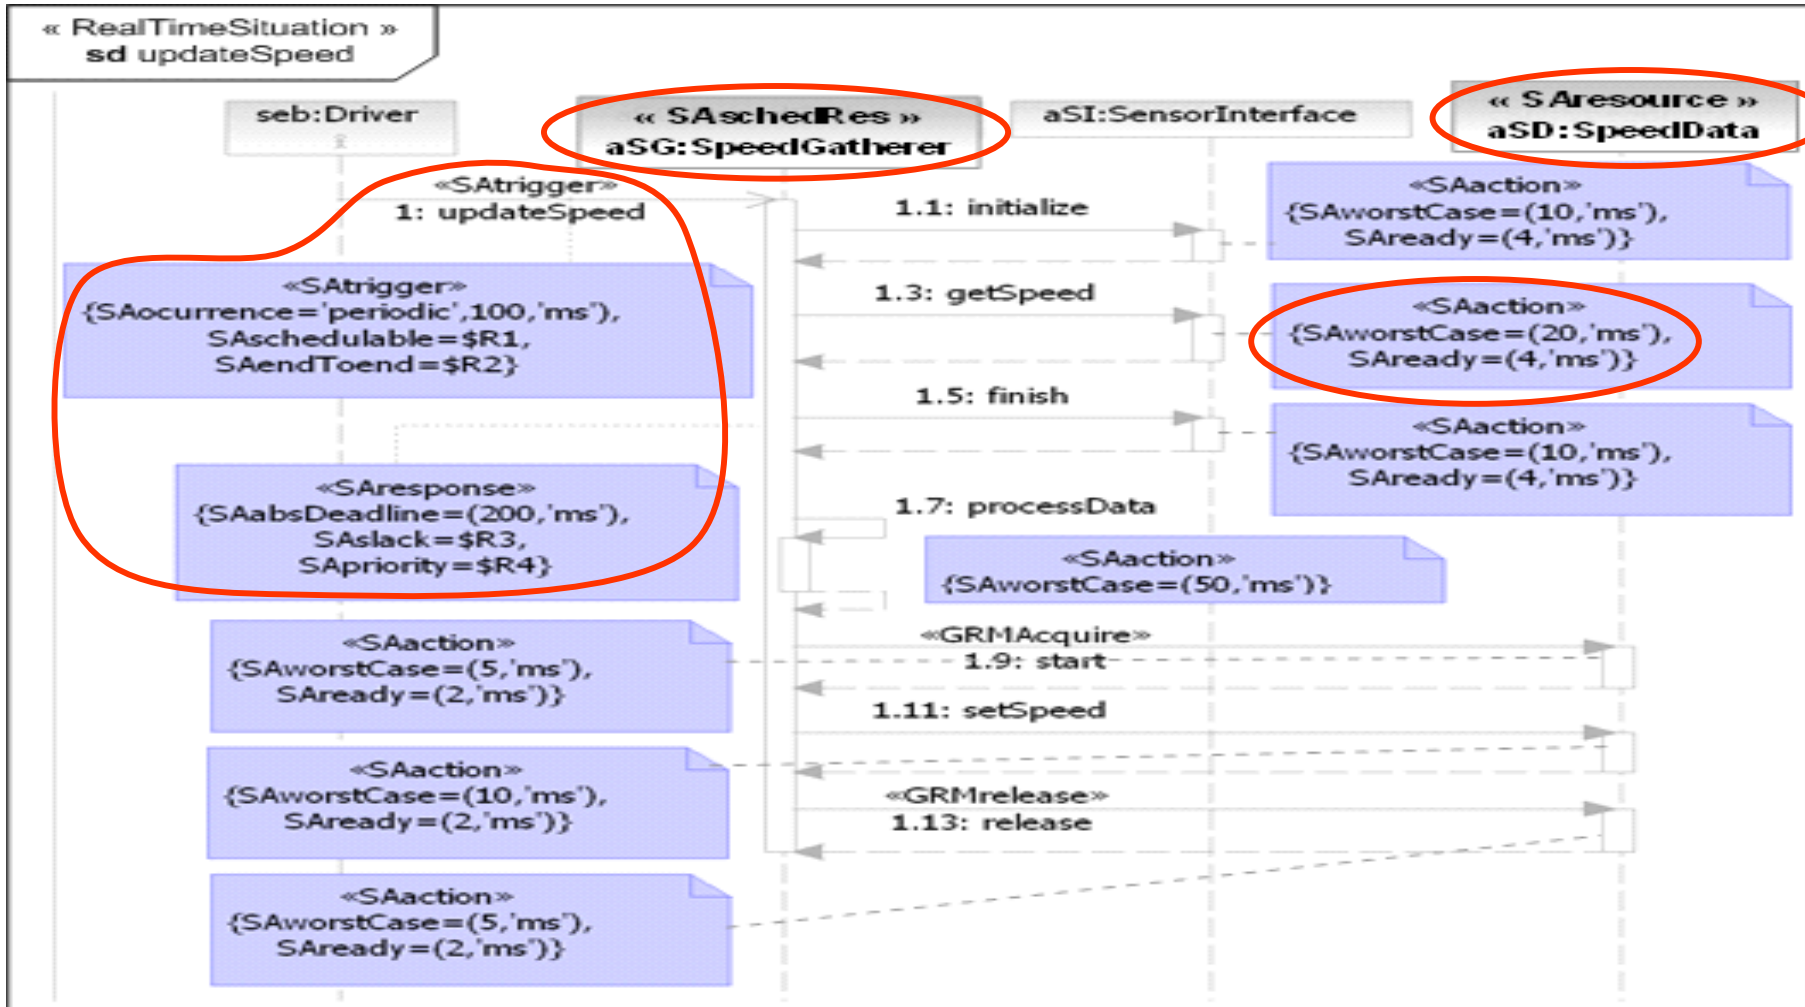 « RealTimeSituation »
sd updateSpeed
seb:Driver
« SAschedRes »
aSG:SpeedGatherer
aSI:SensorInterface
« SAresource »
aSD:SpeedData
«SAtrigger»
1: updateSpeed
1.1: initialize
«SAaction»
{SAworstCase=(10,'ms'),
SAready=(4,'ms')}
«SAtrigger»
{SAocurrence='periodic',100,'ms'),
SAschedulable=$R1,
SAendToend=$R2}
1.3: getSpeed
«SAaction»
{SAworstCase=(20,'ms'),
SAready=(4,'ms')}
1.5: finish
«SAaction»
{SAworstCase=(10,'ms'),
SAready=(4,'ms')}
«SAresponse»
{SAabsDeadline=(200,'ms'),
SAslack=$R3,
SApriority=$R4}
1.7: processData
«SAaction»
{SAworstCase=(50,'ms')}
«SAaction»
{SAworstCase=(5,'ms'),
SAready=(2,'ms')}
«GRMAcquire»
1.9: start
1.11: setSpeed
«SAaction»
{SAworstCase=(10,'ms'),
SAready=(2,'ms')}
«GRMrelease»
1.13: release
«SAaction»
{SAworstCase=(5,'ms'),
SAready=(2,'ms')}